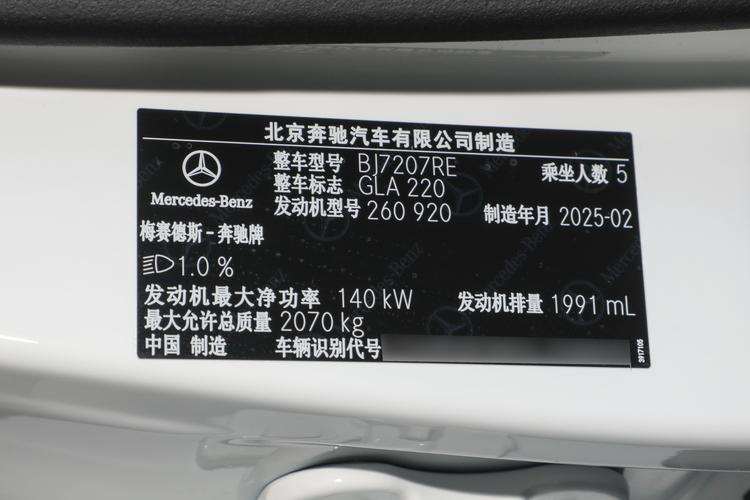 北京奔驰汽车有限公司制造
整车型号 BJ7207RE
乘坐人数 5
整车标志 GLA 220
Mercedes-Benz
发动机型号 260 920
制造年月 2025-02
梅赛德斯-奔驰牌
1.0 %
发动机最大净功率 140 kW
发动机排量 1991 mL
最大允许总质量 2070 kg
中国 制造
车辆识别代号
3917105